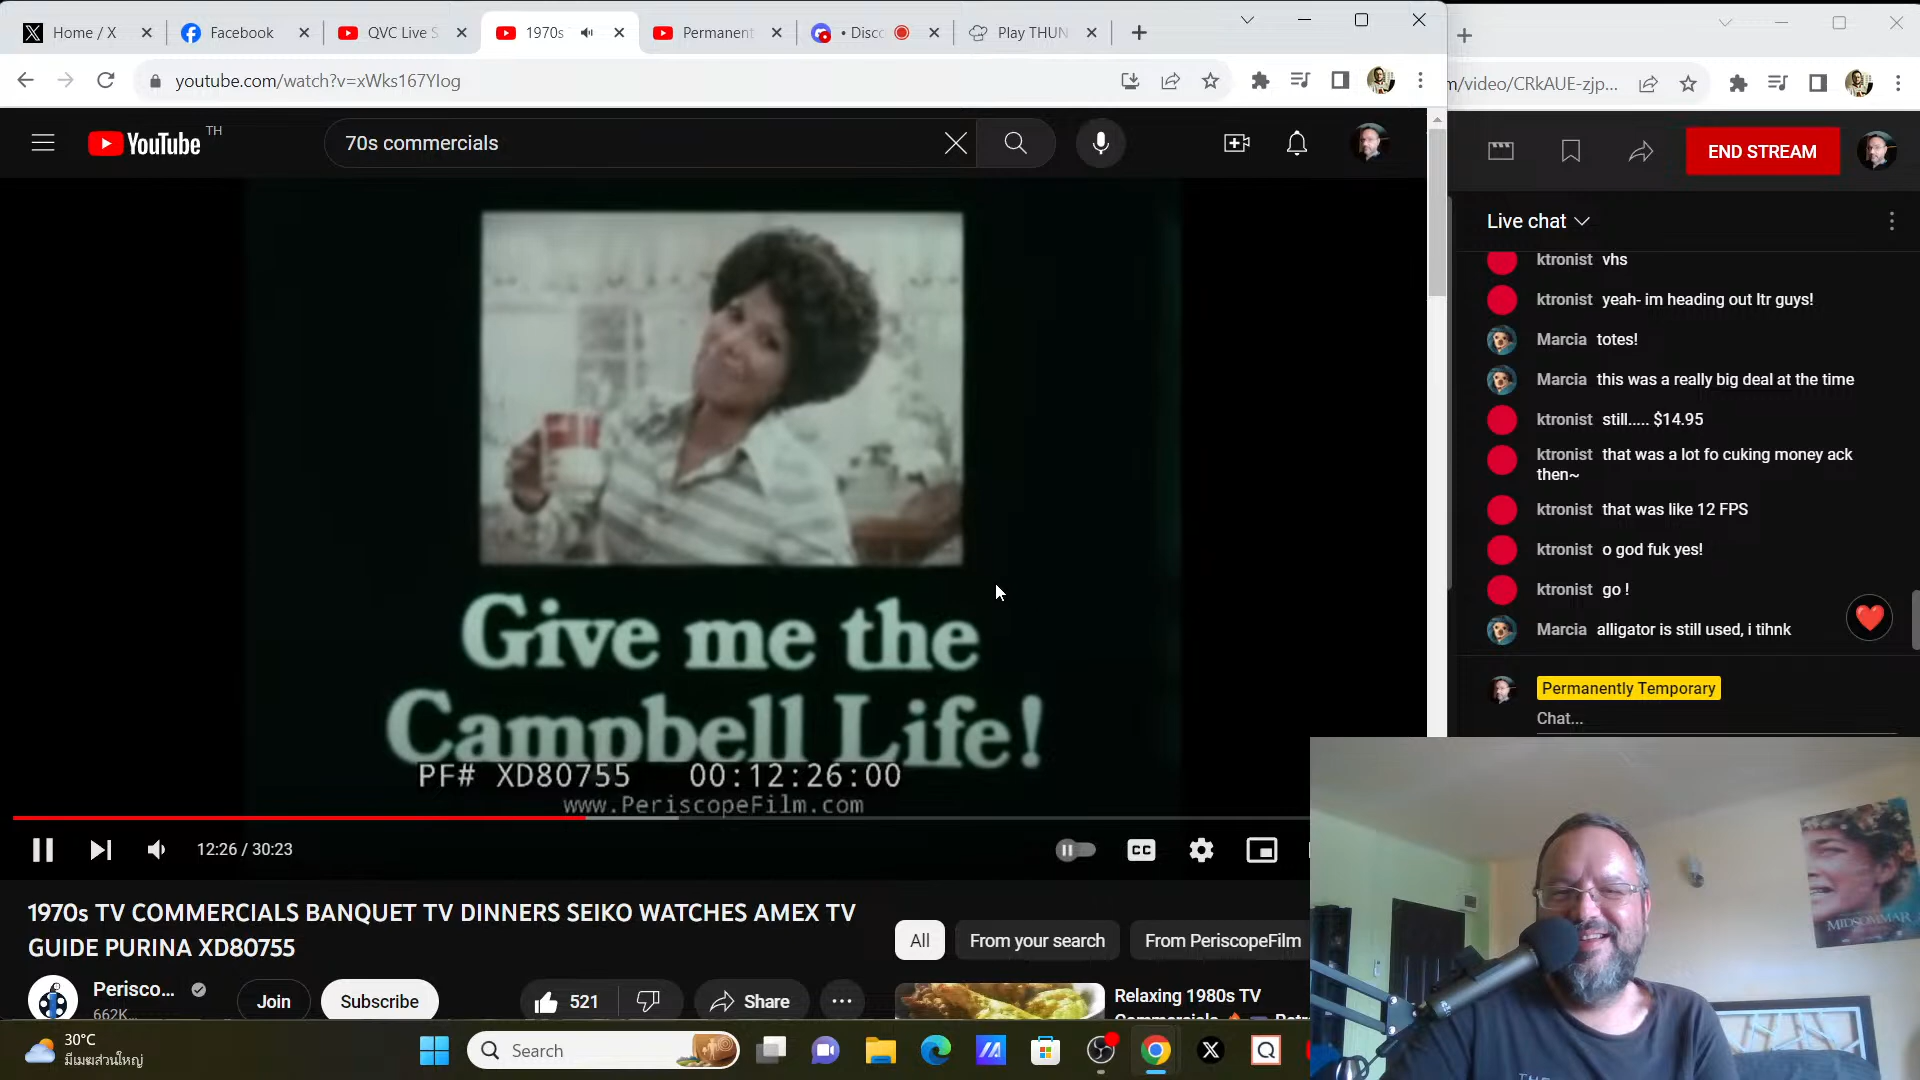 Home / X
Facebook
QVC Live S
1970s
Permanent
• Disco
Play THUN
youtube.com/watch?v=xWks167YIog
m/video/CRkAUE-zjp...
YouTube TH
70s commercials
END STREAM
Live chat
ktronist vhs
ktronist yeah- im heading out ltr guys!
Marcia totes!
Marcia this was a really big deal at the time
ktronist still..... $14.95
ktronist that was a lot fo cuking money ack
then~
ktronist that was like 12 FPS
ktronist o god fuk yes!
ktronist go !
Marcia alligator is still used, i tihnk
Permanently Temporary
Chat...
Give me the
Campbell Life!
PF# XD80755 00:12:26:00
www.PeriscopeFilm.com
12:26 / 30:23
CC
MIDSOMMAR
1970s TV COMMERCIALS BANQUET TV DINNERS SEIKO WATCHES AMEX TV
GUIDE PURINA XD80755
All
From your search
From PeriscopeFilm
Perisco...
662K...
Join
Subscribe
521
Share
Relaxing 1980s TV
30°C
มีเมฆส่วนใหญ่
Search